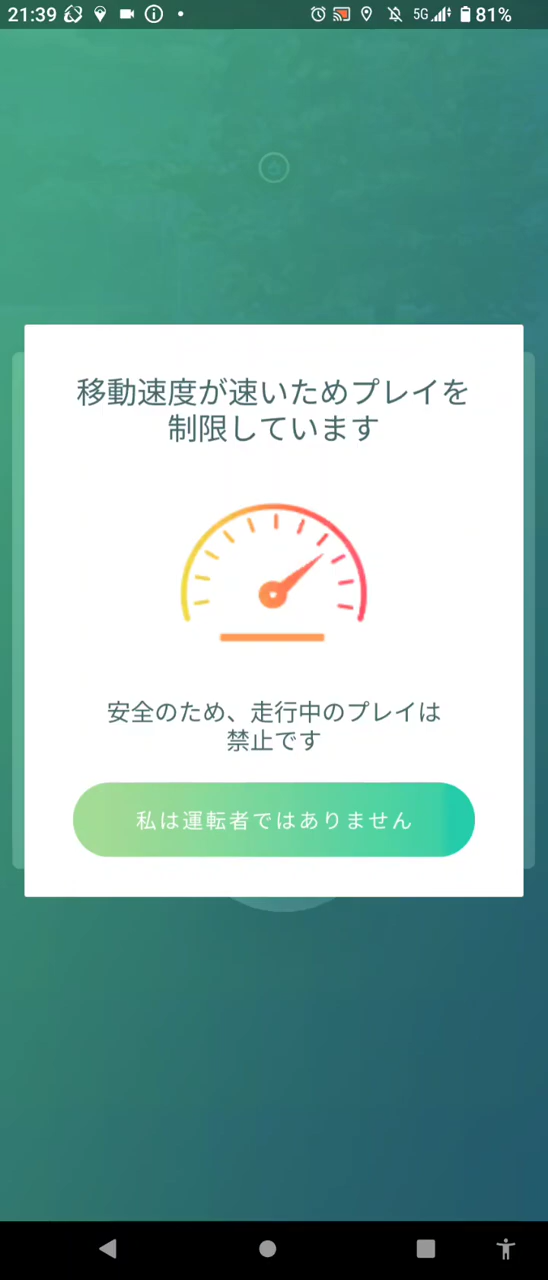 21:39 5G 81%
移動速度が速いためプレイを
制限しています
安全のため、走行中のプレイは
禁止です
私は運転者ではありません